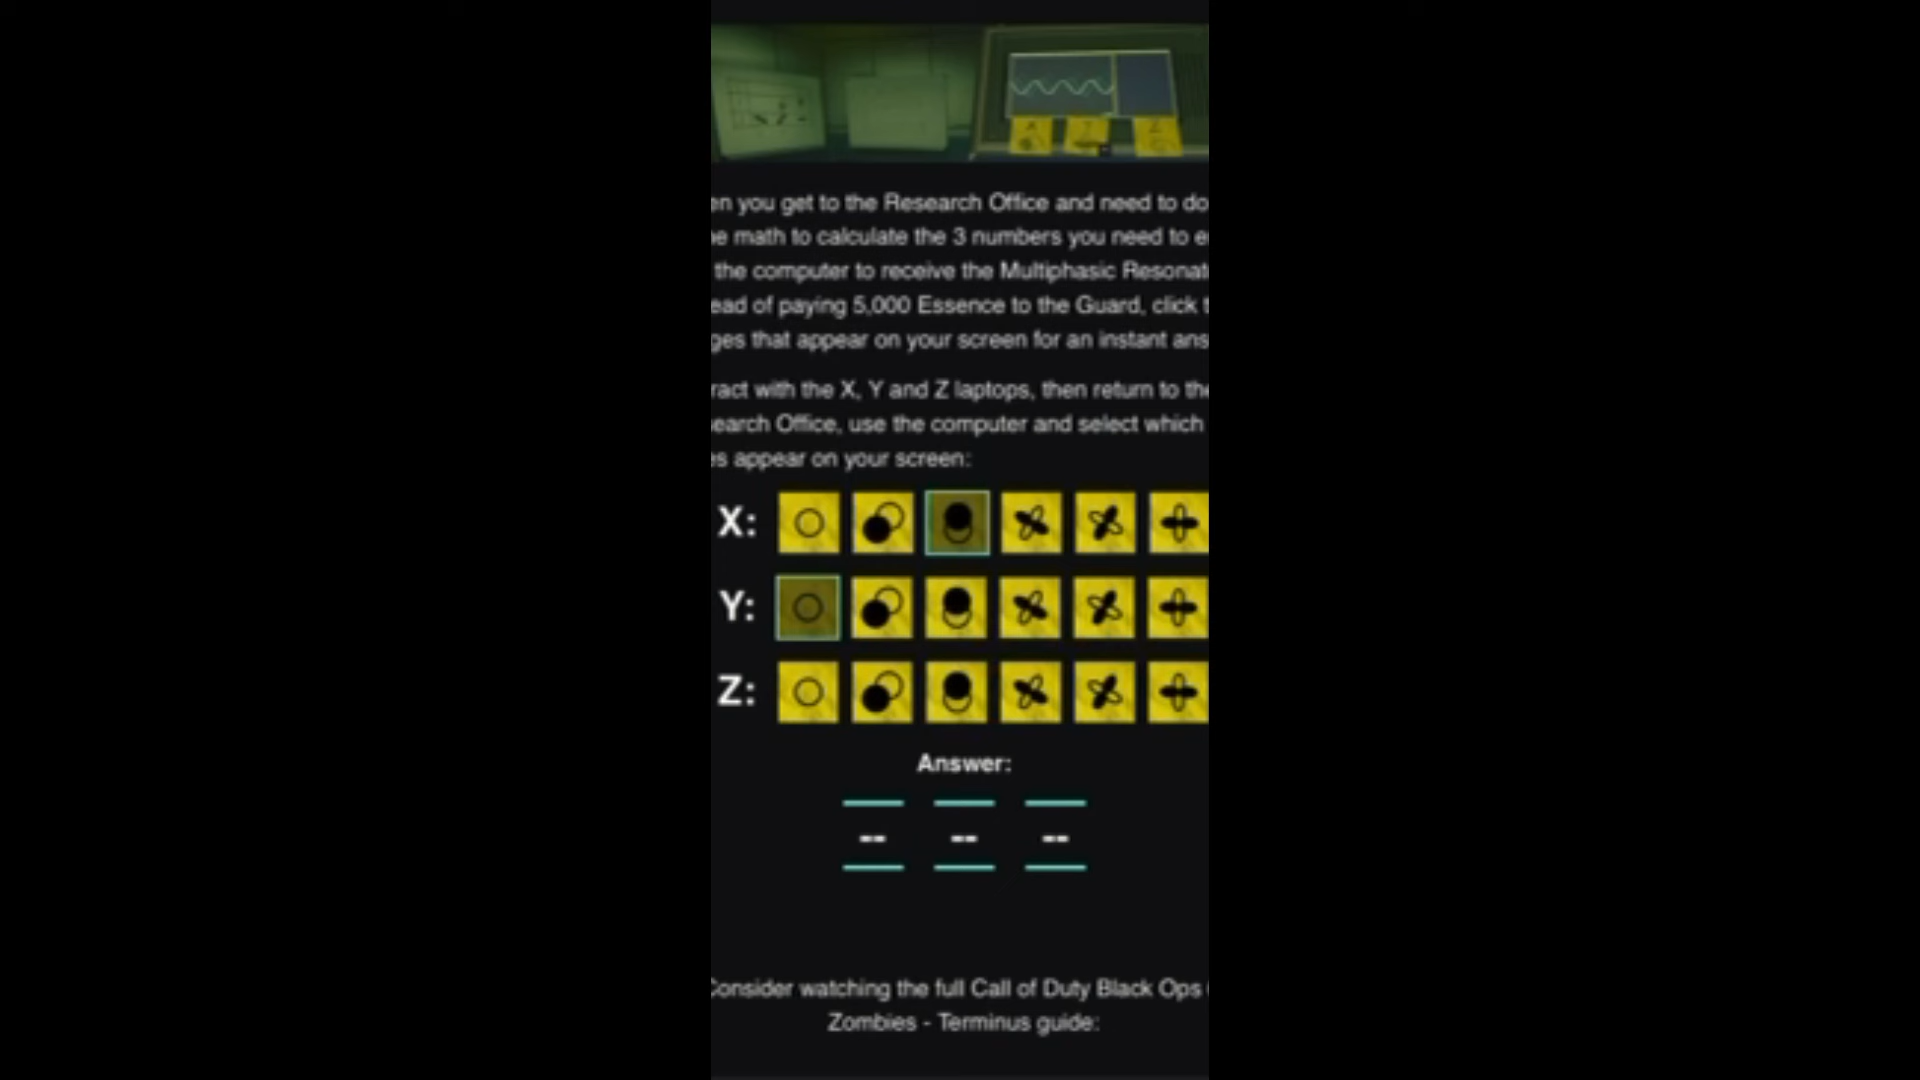 X Y Z
en you get to the Research Office and need to do
e math to calculate the 3 numbers you need to e
the computer to receive the Multiphasic Resonat
ead of paying 5,000 Essence to the Guard, click t
ges that appear on your screen for an instant ans
ract with the X, Y and Z laptops, then return to the
earch Office, use the computer and select which
es appear on your screen:
X:
Y:
Z:
Answer:
-- -- --
Consider watching the full Call of Duty Black Ops
Zombies - Terminus guide: